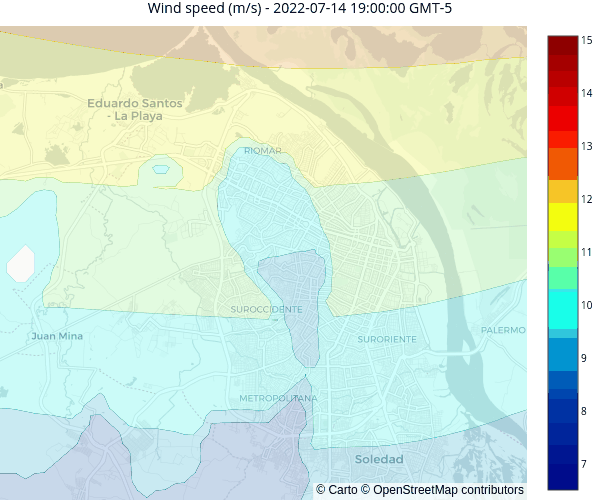 Wind speed (m/s) - 2022-07-14 19:00:00 GMT-5
15
14
13
12
11
10
9
8
7
Eduardo Santos
- La Playa
RIOMAR
SUROCCIDENTE
Juan Mina
SURORIENTE
PALERMO
METROPOLITANA
Soledad
© Carto © OpenStreetMap contributors